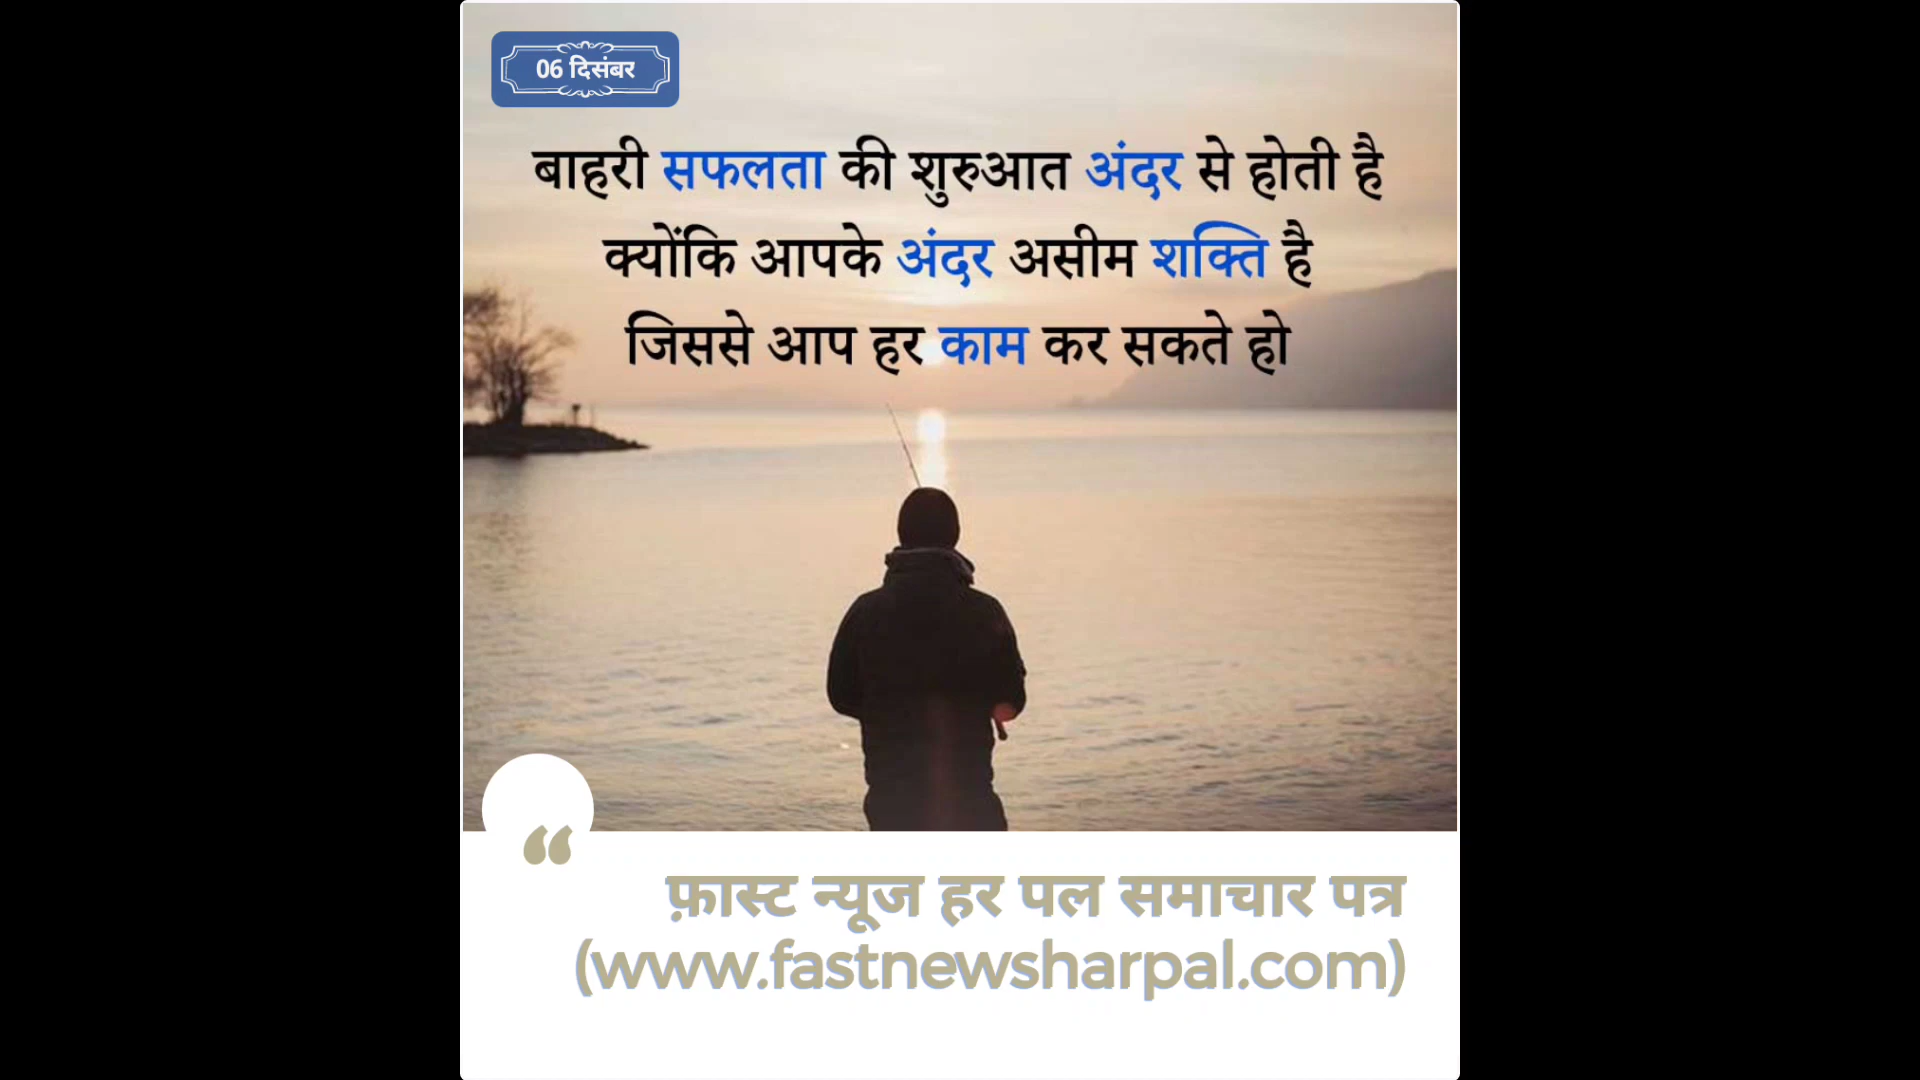 06 दिसंबर
बाहरी सफलता की शुरुआत अंदर से होती है
क्योंकि आपके अंदर असीम शक्ति है
जिससे आप हर काम कर सकते हो
“
फ़ास्ट न्यूज हर पल समाचार पत्र
(www.fastnewsharpal.com)